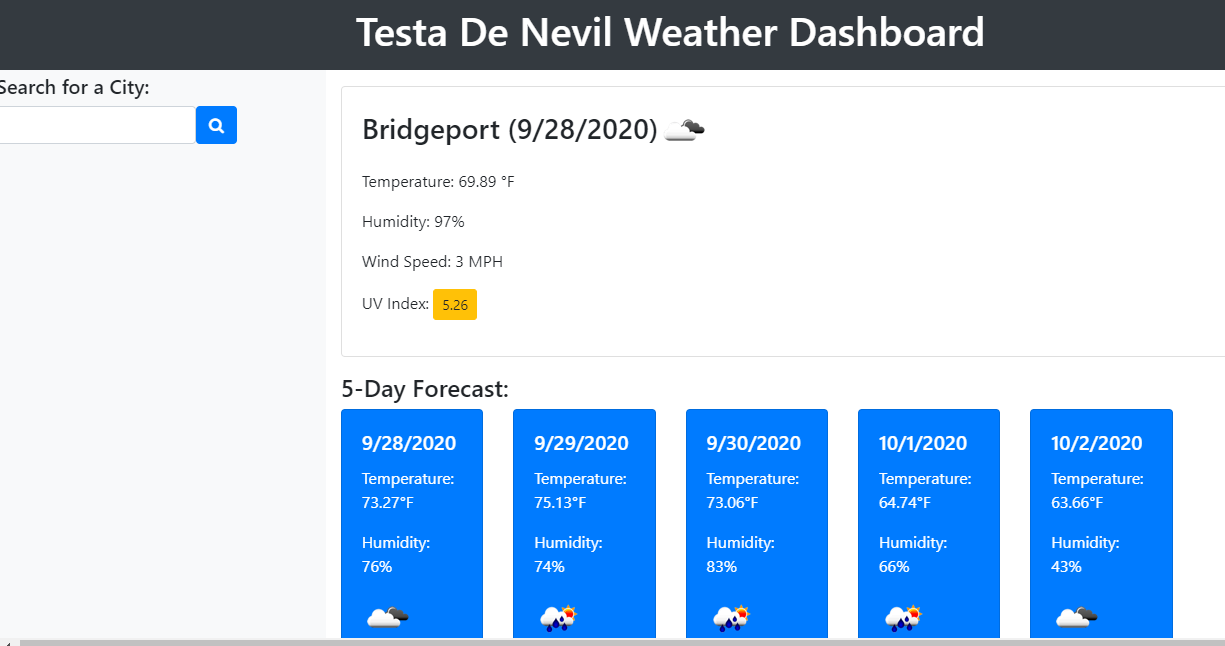 Testa De Nevil Weather Dashboard
Search for a City:
Bridgeport (9/28/2020)
Temperature: 69.89 °F
Humidity: 97%
Wind Speed: 3 MPH
UV Index: 5.26
5-Day Forecast:
9/28/2020
Temperature:
73.27°F
Humidity:
76%
9/29/2020
Temperature:
75.13°F
Humidity:
74%
9/30/2020
Temperature:
73.06°F
Humidity:
83%
10/1/2020
Temperature:
64.74°F
Humidity:
66%
10/2/2020
Temperature:
63.66°F
Humidity:
43%